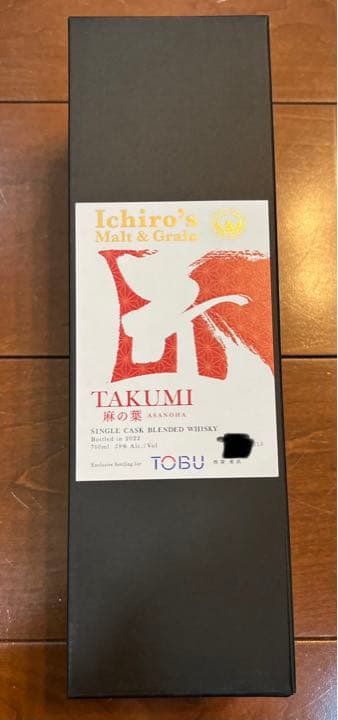 Ichiro's
Malt & Grain
匠
TAKUMI
麻の葉 ASANOHA
SINGLE CASK BLENDED WHISKY
Bottled in 2022
700ml 59% Alc./Vol
Exclusive bottling for TOBU